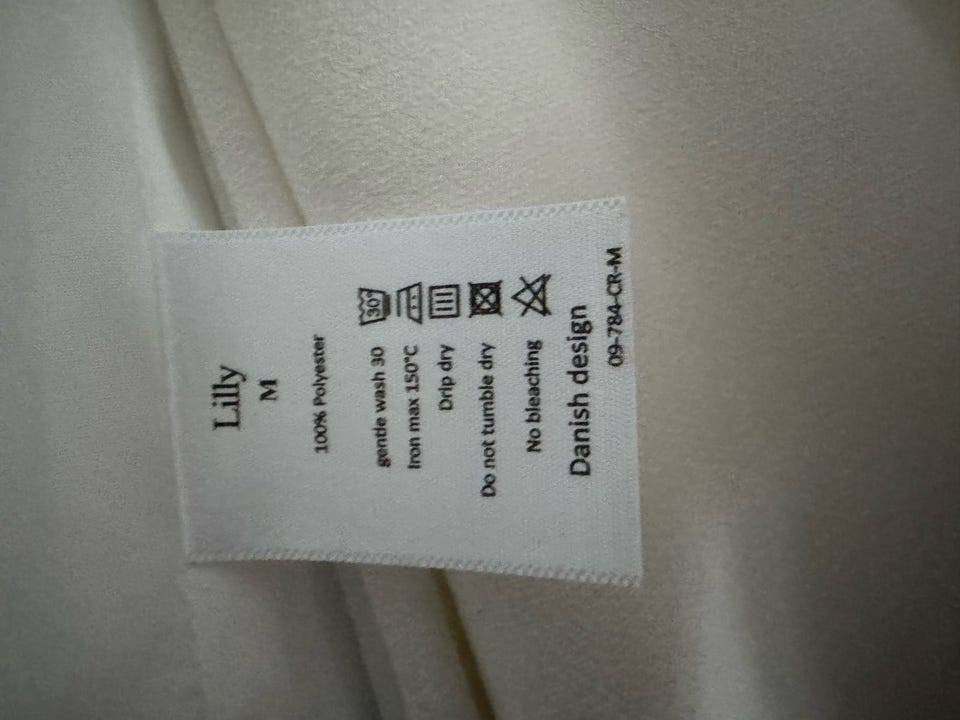 Lilly
M
100% Polyester
gentle wash 30 30°
Iron max 150°C
Drip dry
Do not tumble dry
No bleaching
Danish design
09-784-CR-M